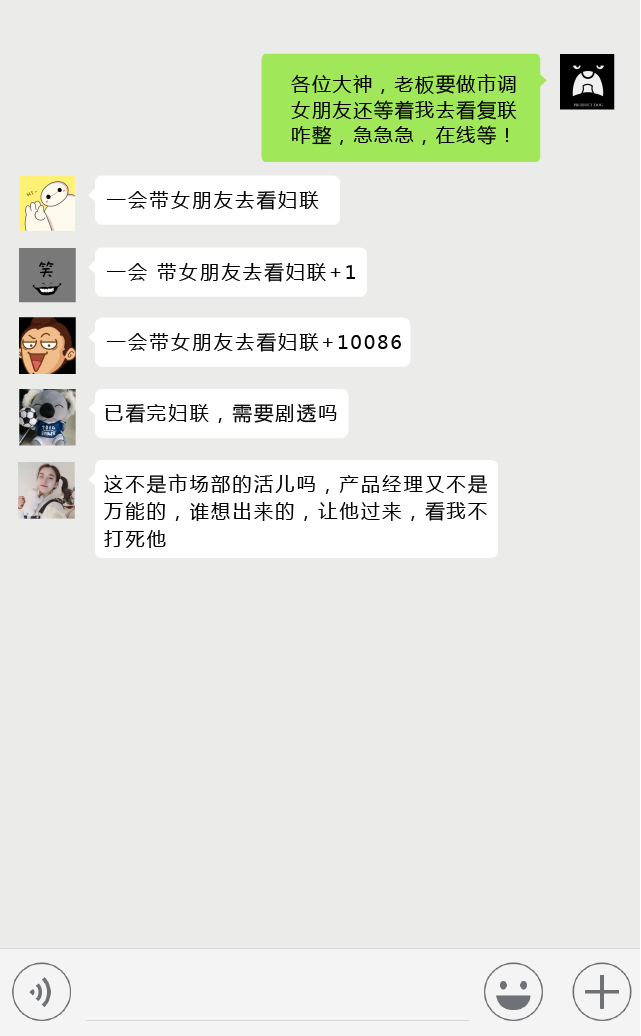 各位大神，老板要做市调
女朋友还等着我去看复联
咋整，急急急，在线等！
PRODUCT DOG
HI~
一会带女朋友去看妇联
笑
一会 带女朋友去看妇联+1
一会带女朋友去看妇联+10086
已看完妇联，需要剧透吗
这不是市场部的活儿吗，产品经理又不是
万能的，谁想出来的，让他过来，看我不
打死他